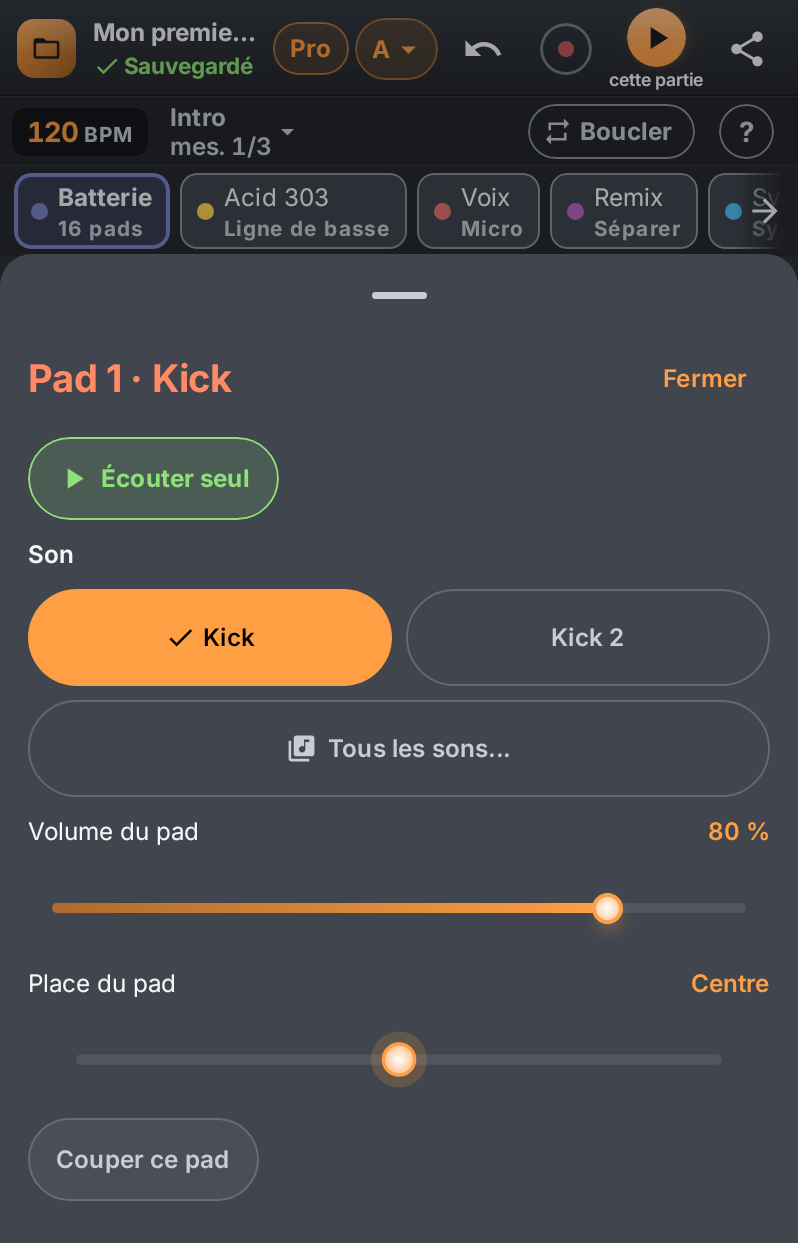 Mon premie...
Sauvegardé
Pro
A
cette partie
120 BPM
Intro
mes. 1/3
Boucler
?
Batterie
16 pads
Acid 303
Ligne de basse
Voix
Micro
Remix
Séparer
Pad 1 · Kick
Fermer
Écouter seul
Son
Kick
Kick 2
Tous les sons...
Volume du pad
80 %
Place du pad
Centre
Couper ce pad